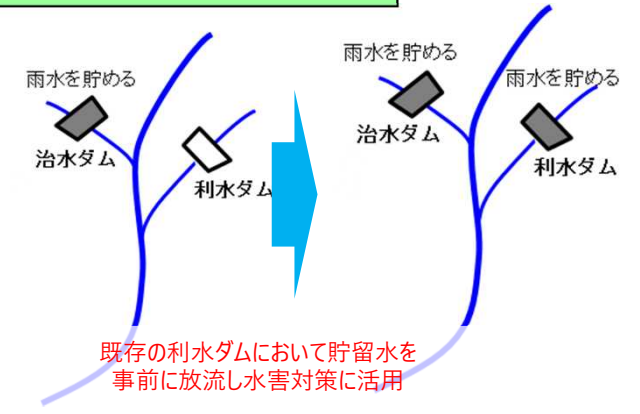 雨水を貯める
治水ダム
利水ダム
雨水を貯める
雨水を貯める
治水ダム
利水ダム
既存の利水ダムにおいて貯留水を
事前に放流し水害対策に活用